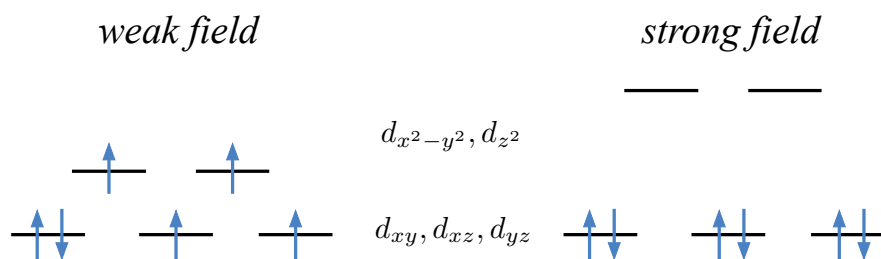 weak field
strong field
d_{x^2-y^2}, d_{z^2}
d_{xy}, d_{xz}, d_{yz}